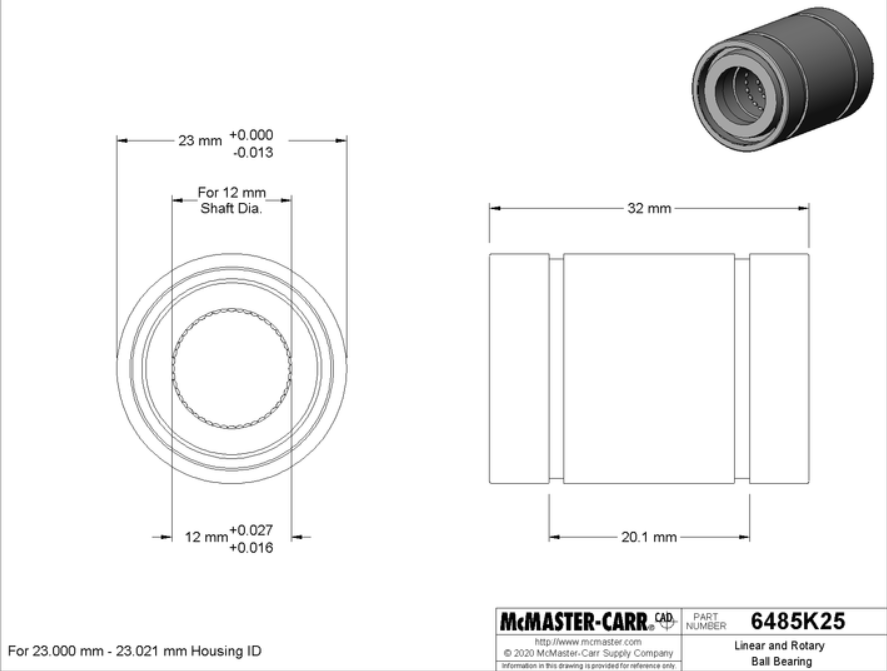 23 mm +0.000
-0.013
For 12 mm
Shaft Dia.
32 mm
12 mm +0.027
+0.016
20.1 mm
For 23.000 mm - 23.021 mm Housing ID
McMASTER-CARR® CAD
http://www.mcmaster.com
© 2020 McMaster-Carr Supply Company
Information in this drawing is provided for reference only.
PART
NUMBER
6485K25
Linear and Rotary
Ball Bearing